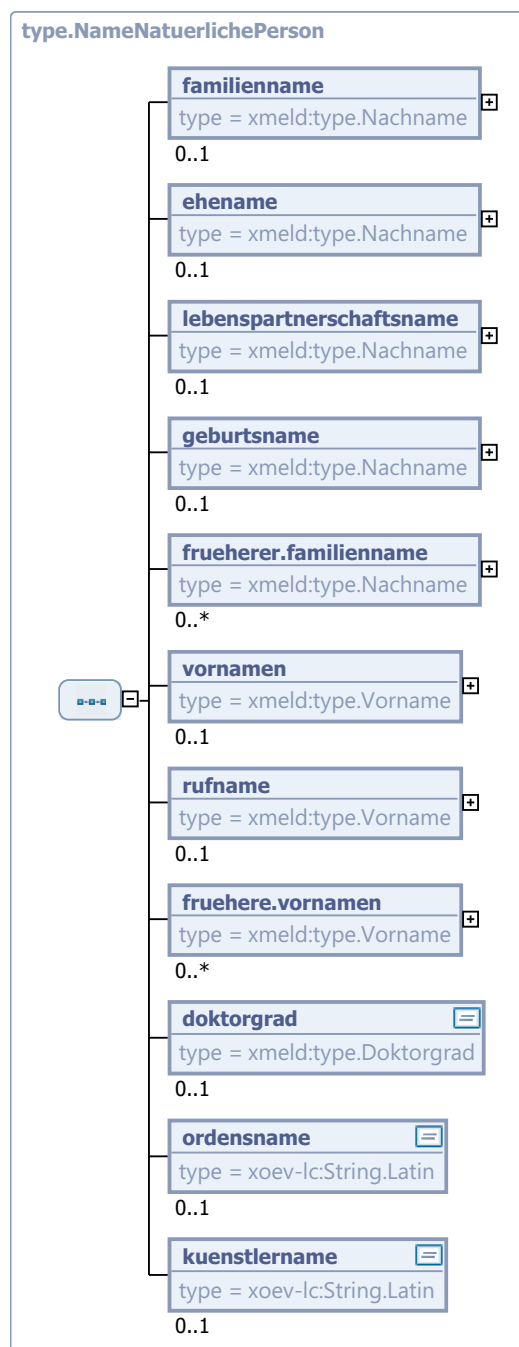 type.NameNatuerlichePerson
familienname
type = xmeld:type.Nachname
0..1
ehename
type = xmeld:type.Nachname
0..1
lebenspartnerschaftsname
type = xmeld:type.Nachname
0..1
geburtsname
type = xmeld:type.Nachname
0..1
frueherer.familienname
type = xmeld:type.Nachname
0..*
vornamen
type = xmeld:type.Vorname
0..1
rufname
type = xmeld:type.Vorname
0..1
fruehere.vornamen
type = xmeld:type.Vorname
0..*
doktorgrad
type = xmeld:type.Doktorgrad
0..1
ordensname
type = xoev-lc:String.Latin
0..1
kuenstlername
type = xoev-lc:String.Latin
0..1